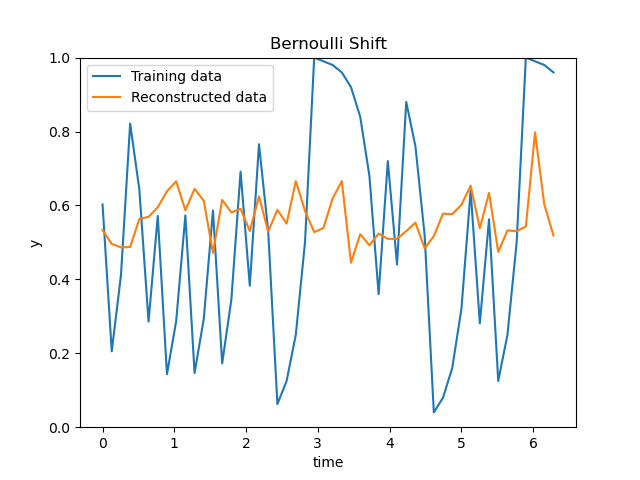 Bernoulli Shift
Training data
Reconstructed data
1.0
0.8
0.6
0.4
0.2
0.0
y
0 1 2 3 4 5 6
time